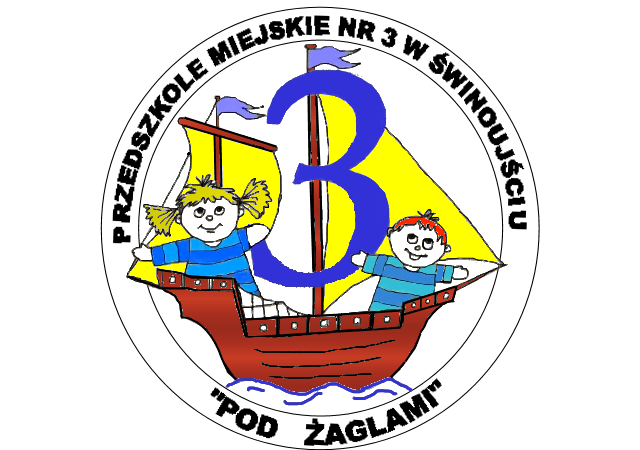 PRZEDSZKOLE MIEJSKIE NR 3 W ŚWINOUJŚCIU
3
"POD ŻAGLAMI"